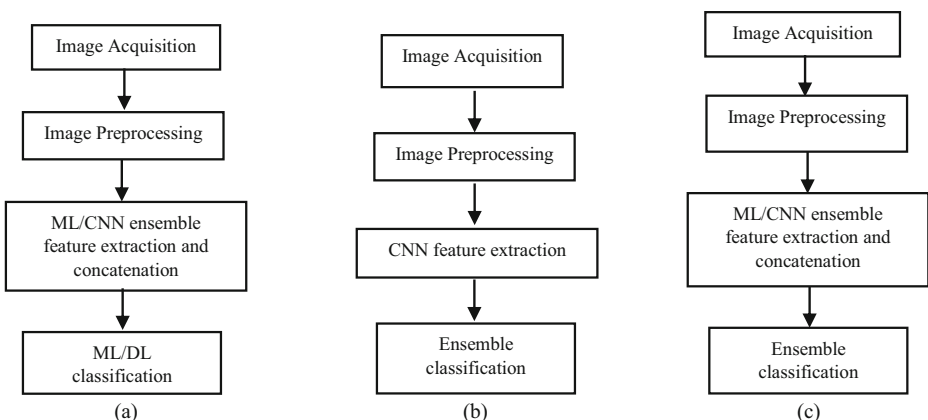 Image Acquisition
Image Preprocessing
ML/CNN ensemble
feature extraction and
concatenation
ML/DL
classification
(a)
Image Acquisition
Image Preprocessing
CNN feature extraction
Ensemble
classification
(b)
Image Acquisition
Image Preprocessing
ML/CNN ensemble
feature extraction and
concatenation
Ensemble
classification
(c)